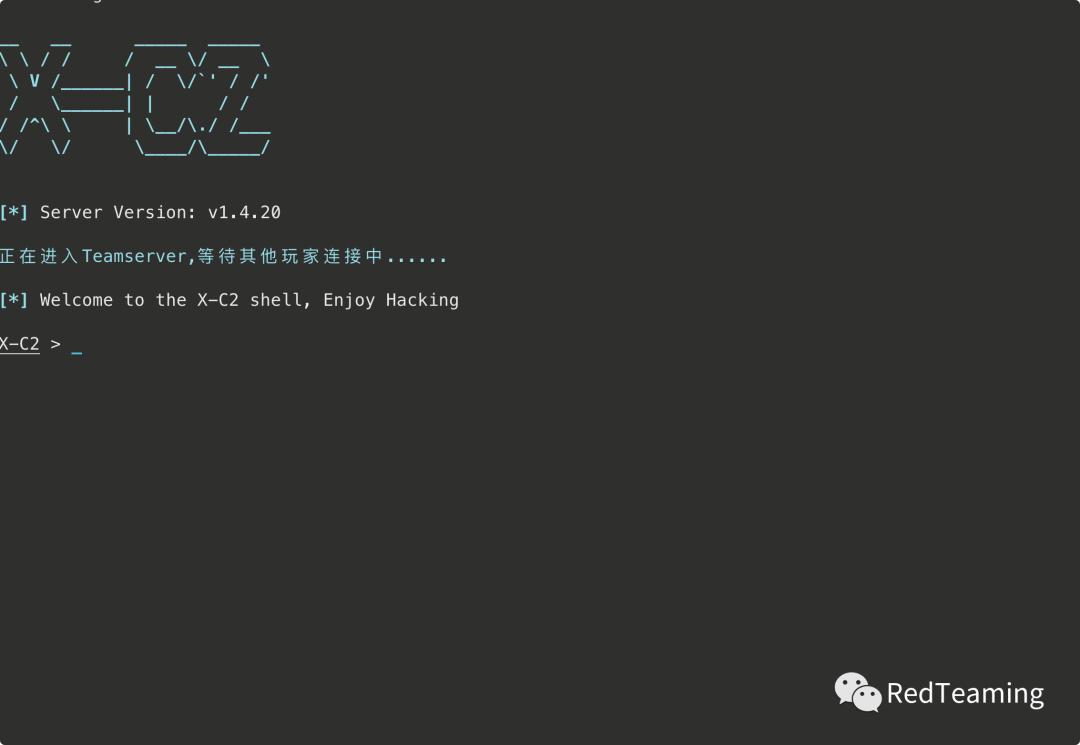 X-C2
[*] Server Version: v1.4.20
正在进入Teamserver,等待其他玩家连接中......
[*] Welcome to the X-C2 shell, Enjoy Hacking
X-C2 > _
RedTeaming